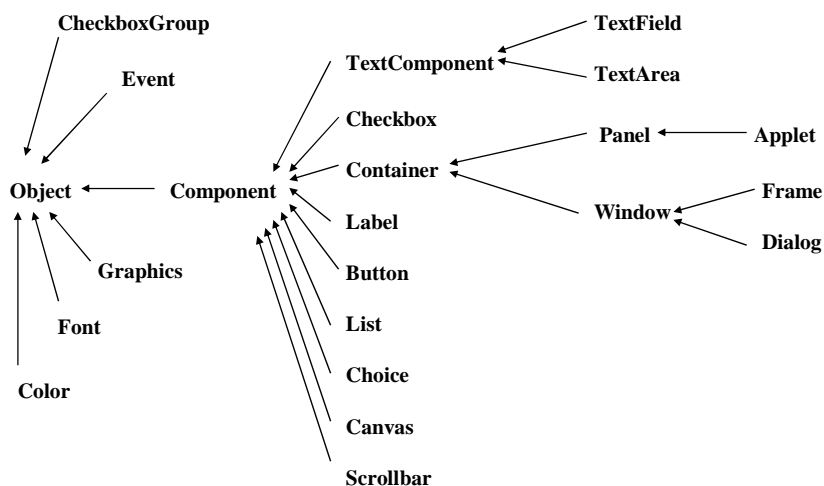 CheckboxGroup
TextField
TextComponent
Event
TextArea
Checkbox
Panel
Applet
Container
Object
Component
Frame
Window
Label
Dialog
Graphics
Button
Font
List
Choice
Color
Canvas
Scrollbar